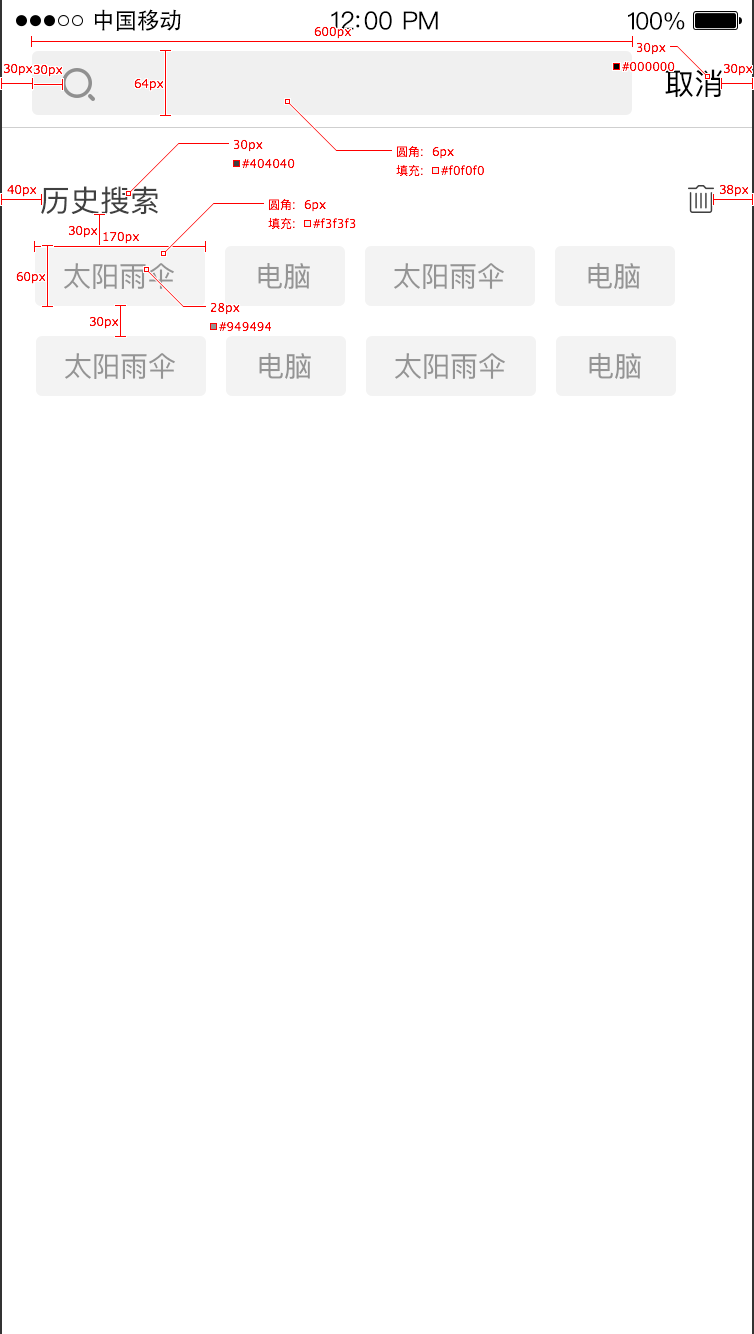 中国移动 12:00 PM 100%
600px
30px
30px 30px 64px #000000 取消 30px
30px 圆角：6px
#404040 填充：#f0f0f0
40px 历史搜索 38px
圆角：6px
填充：#f3f3f3
30px 170px
60px 太阳雨伞 电脑 太阳雨伞 电脑
28px
30px #949494
太阳雨伞 电脑 太阳雨伞 电脑